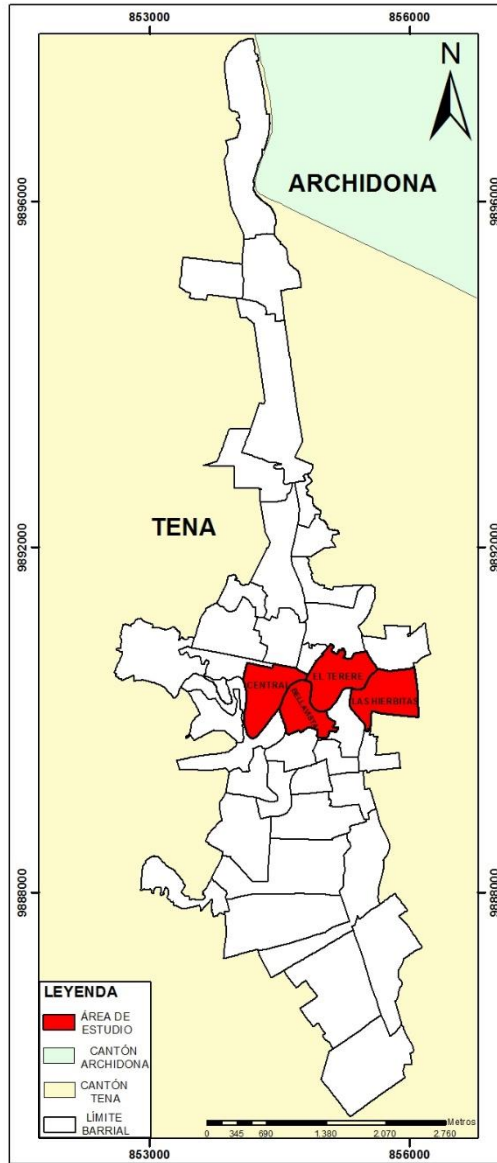 853000 856000
N
ARCHIDONA
9896000 9896000
TENA
9892000 9892000
EL TERERE
CENTRAL
BELLAVISTA
LAS HIERBITAS
9888000 9888000
LEYENDA
ÁREA DE
ESTUDIO
CANTÓN
ARCHIDONA
CANTÓN
TENA
LÍMITE
BARRIAL
Metros
0 345 690 1.380 2.070 2.760
853000 856000